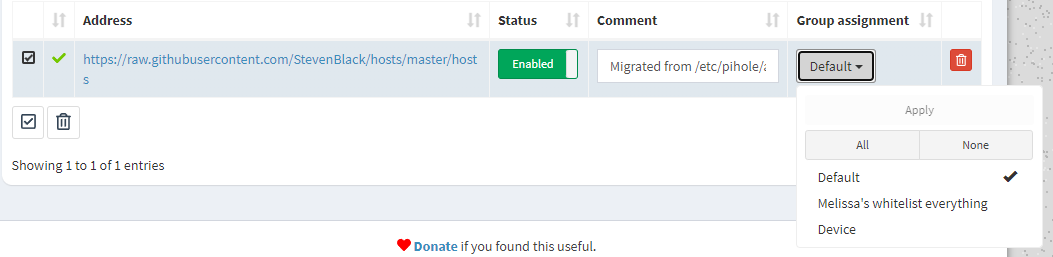 Address Status Comment Group assignment
https://raw.githubusercontent.com/StevenBlack/hosts/master/host
s
Enabled
Migrated from /etc/pihole/a
Default
Apply
All None
Default
Melissa's whitelist everything
Device
Showing 1 to 1 of 1 entries
Donate if you found this useful.